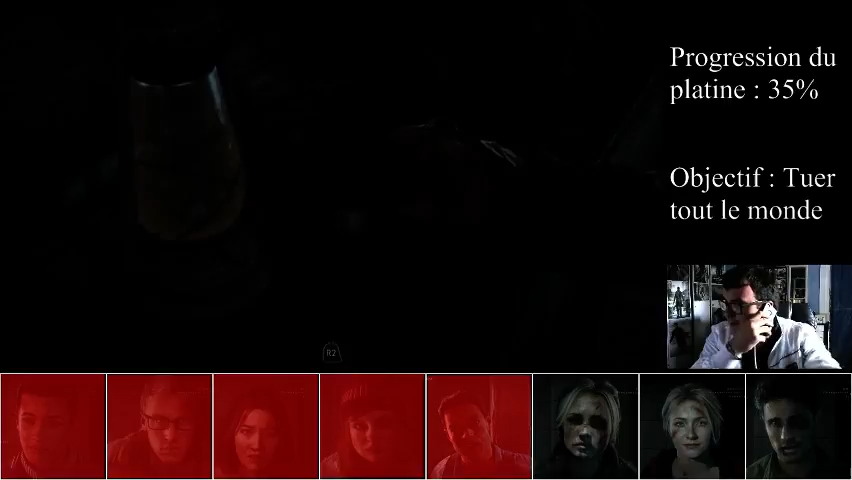 Progression du
platine : 35%
Objectif : Tuer
tout le monde
R2